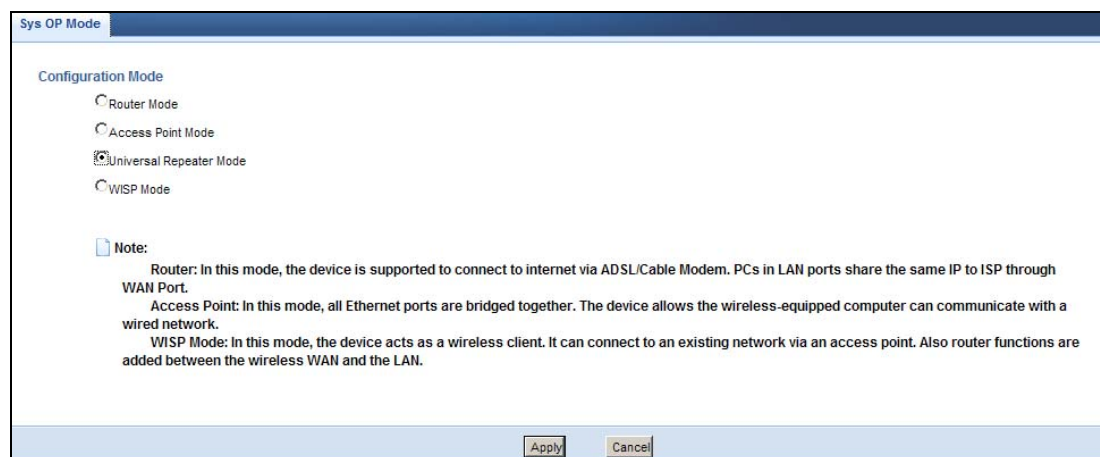 Sys OP Mode
Configuration Mode
Router Mode
Access Point Mode
Universal Repeater Mode
WISP Mode
Note:
Router: In this mode, the device is supported to connect to internet via ADSL/Cable Modem. PCs in LAN ports share the same IP to ISP through
WAN Port.
Access Point: In this mode, all Ethernet ports are bridged together. The device allows the wireless-equipped computer can communicate with a
wired network.
WISP Mode: In this mode, the device acts as a wireless client. It can connect to an existing network via an access point. Also router functions are
added between the wireless WAN and the LAN.
Apply Cancel